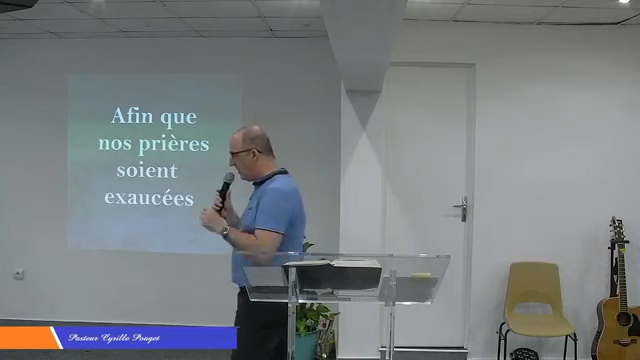 Afin que
nos prières
soient
exaucées
Pasteur Cyrille Pouget